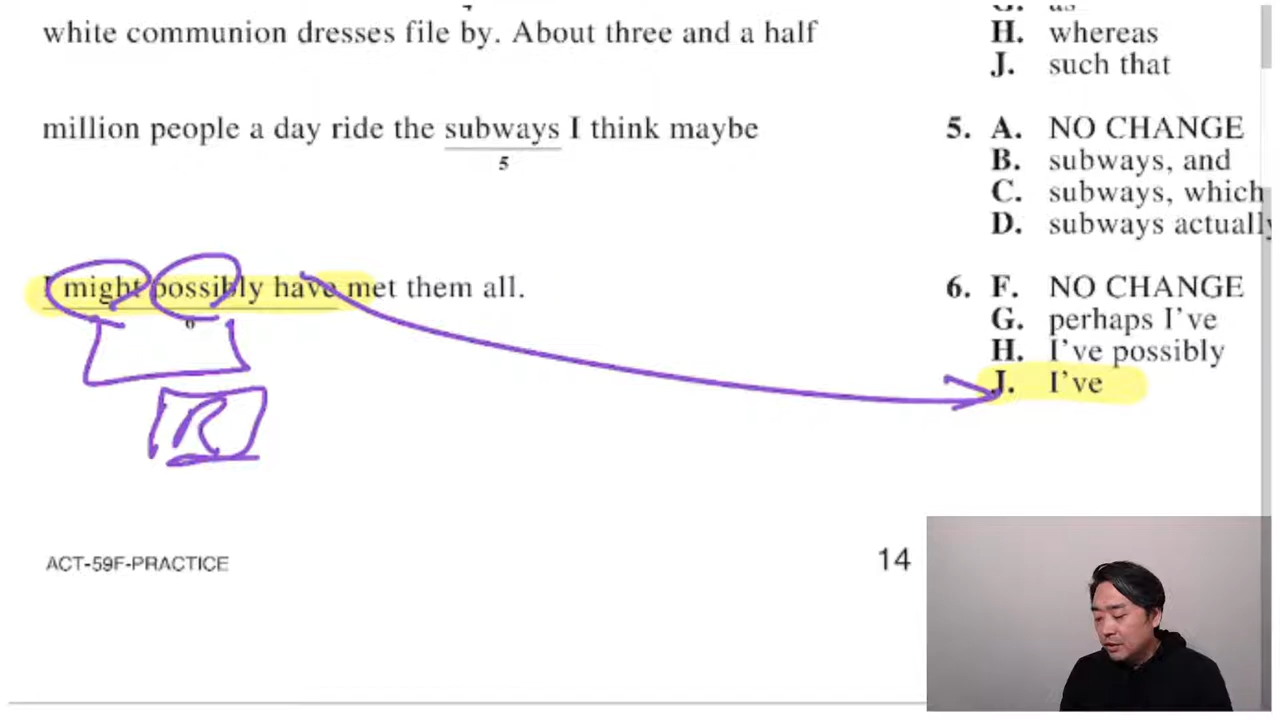 white communion dresses file by. About three and a half
million people a day ride the subways I think maybe
5
I might possibly have met them all.
6
R
ACT-59F-PRACTICE
14
G. as
H. whereas
J. such that
5. A. NO CHANGE
B. subways, and
C. subways, which
D. subways actually
6. F. NO CHANGE
G. perhaps I've
H. I've possibly
J. I've